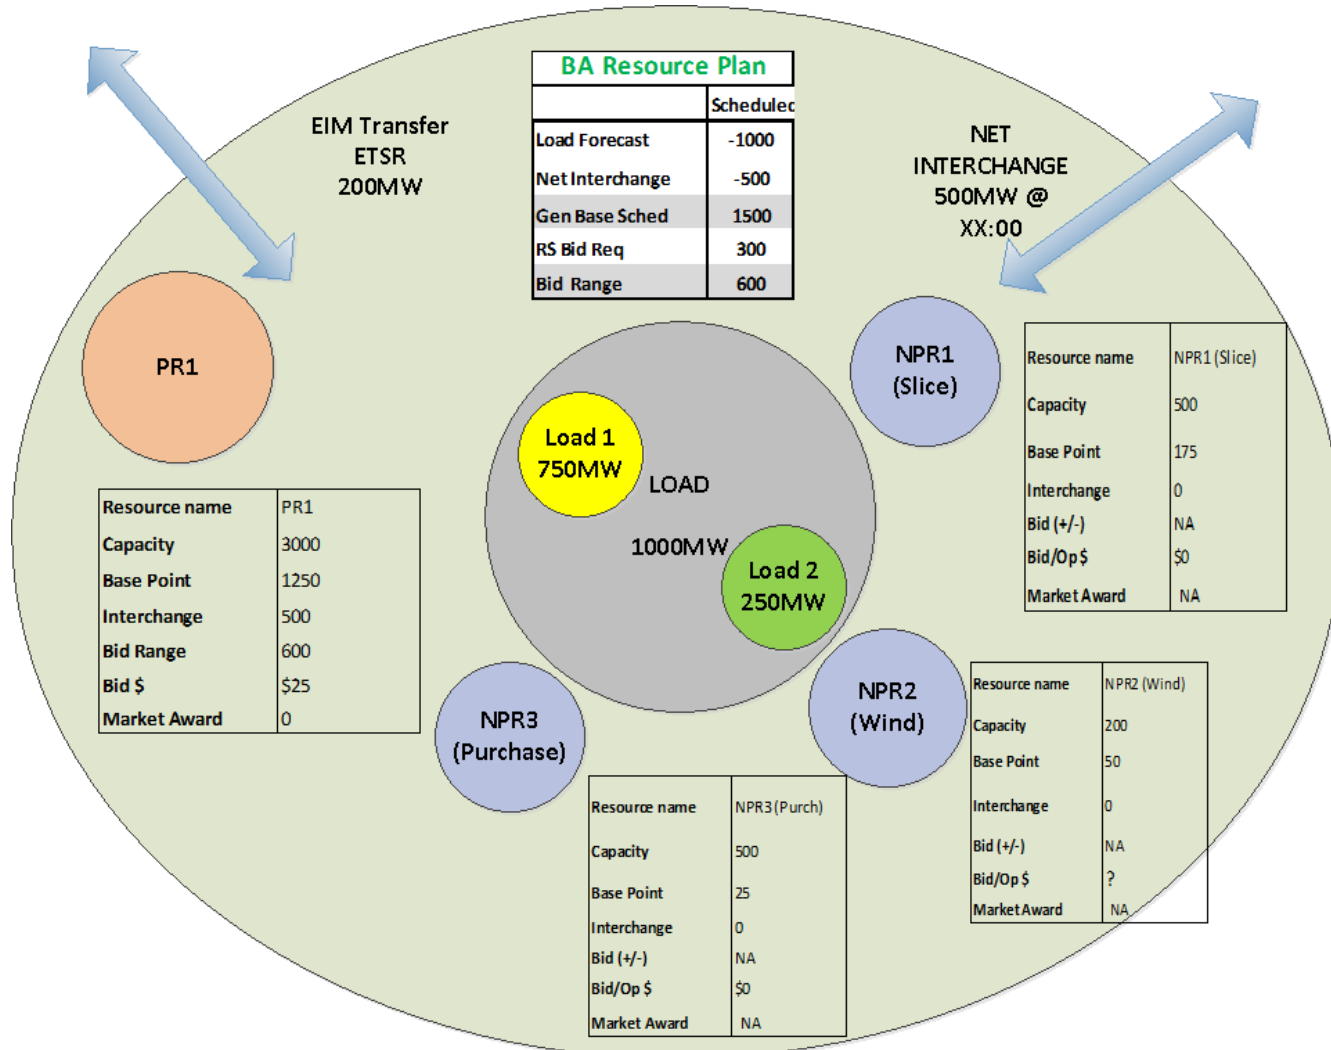 BA Resource Plan
Scheduled
Load Forecast -1000
Net Interchange -500
Gen Base Sched 1500
RS Bid Req 300
Bid Range 600
EIM Transfer
ETSR
200MW
NET
INTERCHANGE
500MW @
XX:00
PR1
Resource name PR1
Capacity 3000
Base Point 1250
Interchange 500
Bid Range 600
Bid $ $25
Market Award 0
Load 1
750MW
LOAD
1000MW
Load 2
250MW
NPR1
(Slice)
Resource name NPR1 (Slice)
Capacity 500
Base Point 175
Interchange 0
Bid (+/-) NA
Bid/Op $ $0
Market Award NA
NPR2
(Wind)
Resource name NPR2 (Wind)
Capacity 200
Base Point 50
Interchange 0
Bid (+/-) NA
Bid/Op $ ?
Market Award NA
NPR3
(Purchase)
Resource name NPR3 (Purch)
Capacity 500
Base Point 25
Interchange 0
Bid (+/-) NA
Bid/Op $ $0
Market Award NA